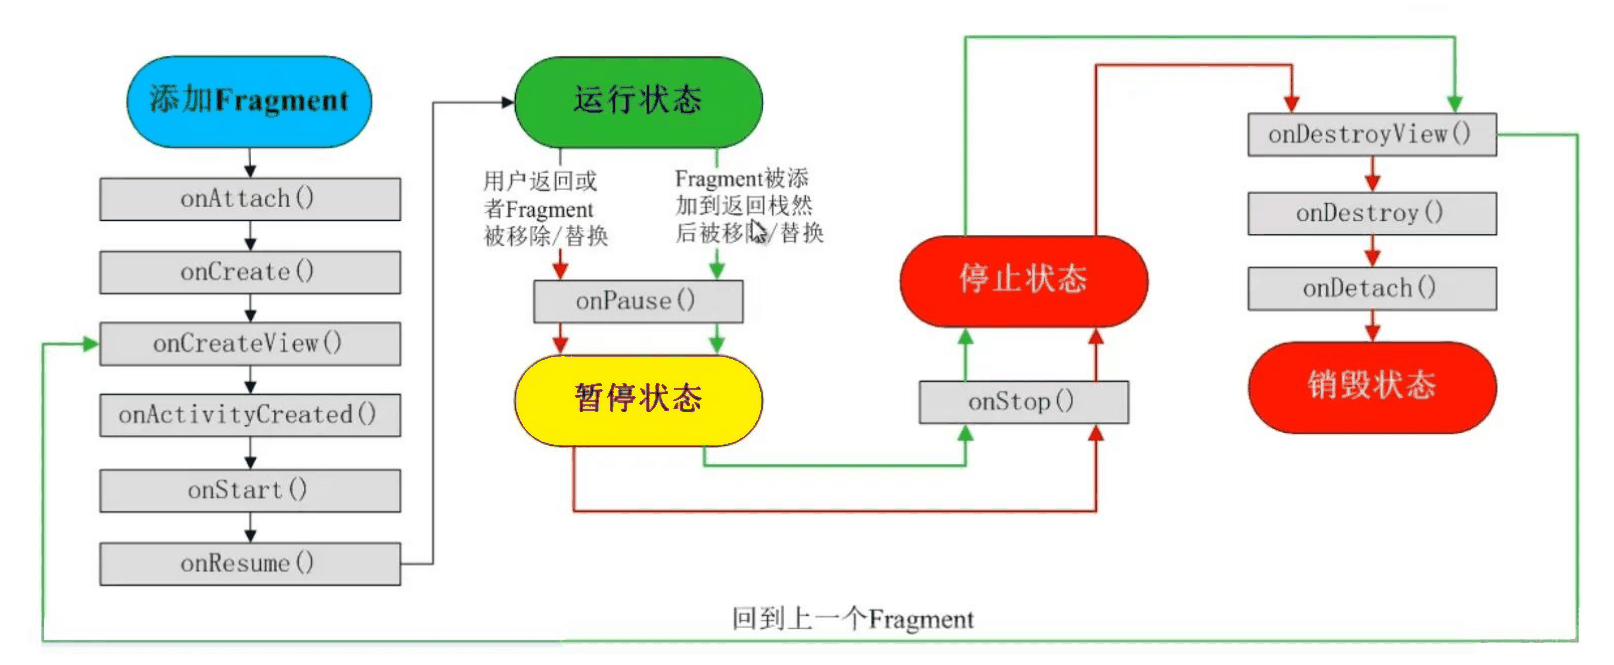 添加Fragment
onAttach()
onCreate()
onCreateView()
onActivityCreated()
onStart()
onResume()
运行状态
用户返回或
者Fragment
被移除/替换
Fragment被添
加到返回栈然
后被移除/替换
onPause()
暂停状态
停止状态
onStop()
onDestroyView()
onDestroy()
onDetach()
销毁状态
回到上一个Fragment